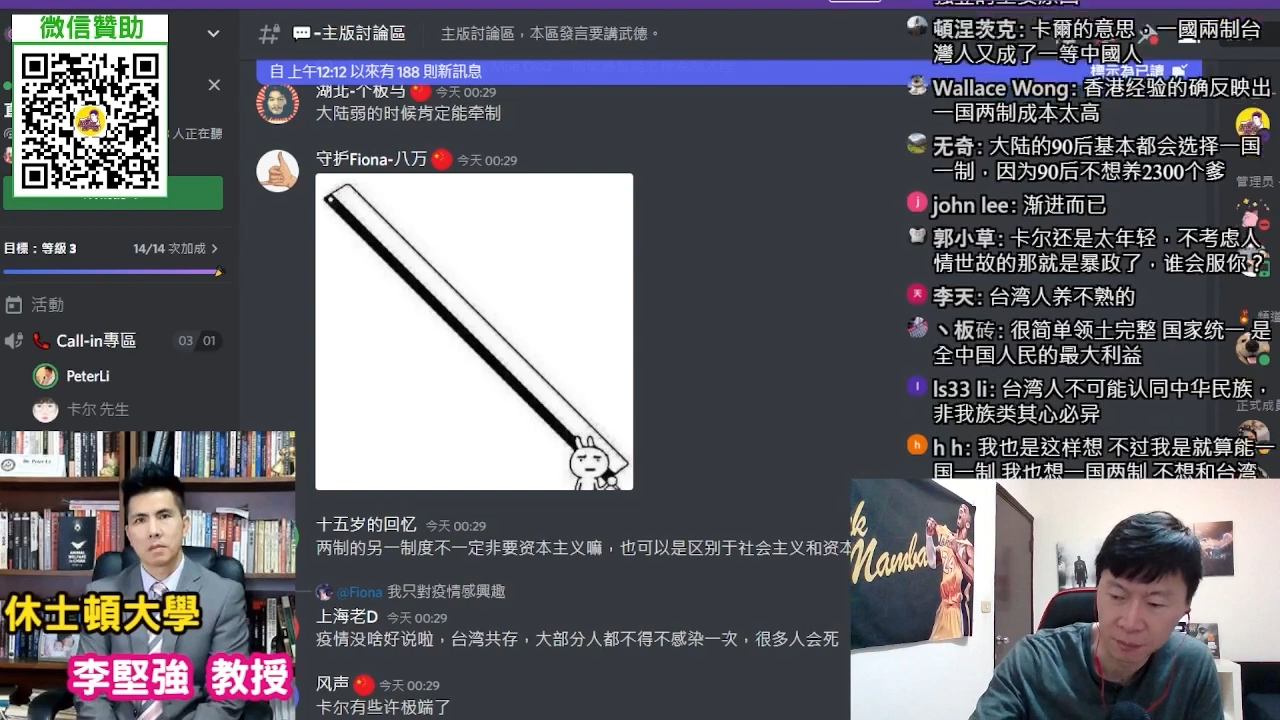 微信贊助
人正在聽
目標：等級 3
14/14 次加成
活動
Call-in專區
03 01
PeterLi
卡尔 先生
休士頓大學
李堅強 教授
-主版討論區
主版討論區，本區發言要講武德。
自 上午12:12 以來有 188 則新訊息
標示為已讀
湖北-个板马 今天 00:29
大陆弱的时候肯定能牵制
守护Fiona-八万 今天 00:29
十五岁的回忆 今天 00:29
两制的另一制度不一定非要资本主义嘛，也可以是区别于社会主义和资本
@Fiona 我只對疫情感興趣
上海老D 今天 00:29
疫情没啥好说啦，台湾共存，大部分人都不得不感染一次，很多人会死
风声 今天 00:29
卡尔有些许极端了
頓涅茨克: 卡爾的意思，一國兩制台
灣人又成了一等中國人
Wallace Wong: 香港经验的确反映出
一国两制成本太高
无奇: 大陆的90后基本都会选择一国
一制，因为90后不想养2300个爹
john lee: 渐进而已
郭小草: 卡尔还是太年轻，不考虑人
情世故的那就是暴政了，谁会服你？
李天: 台湾人养不熟的
丶板砖: 很简单领土完整 国家统一 是
全中国人民的最大利益
ls33 li: 台湾人不可能认同中华民族，
非我族类其心必异
h h: 我也是这样想 不过我是就算能一
国一制 我也想一国两制 不想和台湾
管理员
正式成員
Mamba